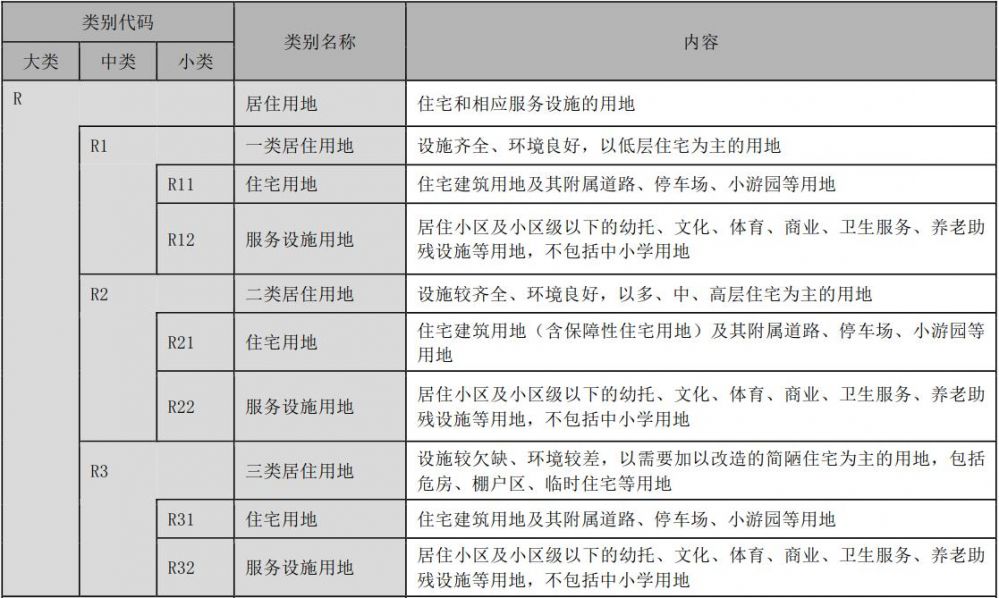 类别代码
类别名称
内容
大类
中类
小类
R
居住用地
住宅和相应服务设施的用地
R1
一类居住用地
设施齐全、环境良好，以低层住宅为主的用地
R11
住宅用地
住宅建筑用地及其附属道路、停车场、小游园等用地
R12
服务设施用地
居住小区及小区级以下的幼托、文化、体育、商业、卫生服务、养老助
残设施等用地，不包括中小学用地
R2
二类居住用地
设施较齐全、环境良好，以多、中、高层住宅为主的用地
R21
住宅用地
住宅建筑用地（含保障性住宅用地）及其附属道路、停车场、小游园等
用地
R22
服务设施用地
居住小区及小区级以下的幼托、文化、体育、商业、卫生服务、养老助
残设施等用地，不包括中小学用地
R3
三类居住用地
设施较欠缺、环境较差，以需要加以改造的简陋住宅为主的用地，包括
危房、棚户区、临时住宅等用地
R31
住宅用地
住宅建筑用地及其附属道路、停车场、小游园等用地
R32
服务设施用地
居住小区及小区级以下的幼托、文化、体育、商业、卫生服务、养老助
残设施等用地，不包括中小学用地